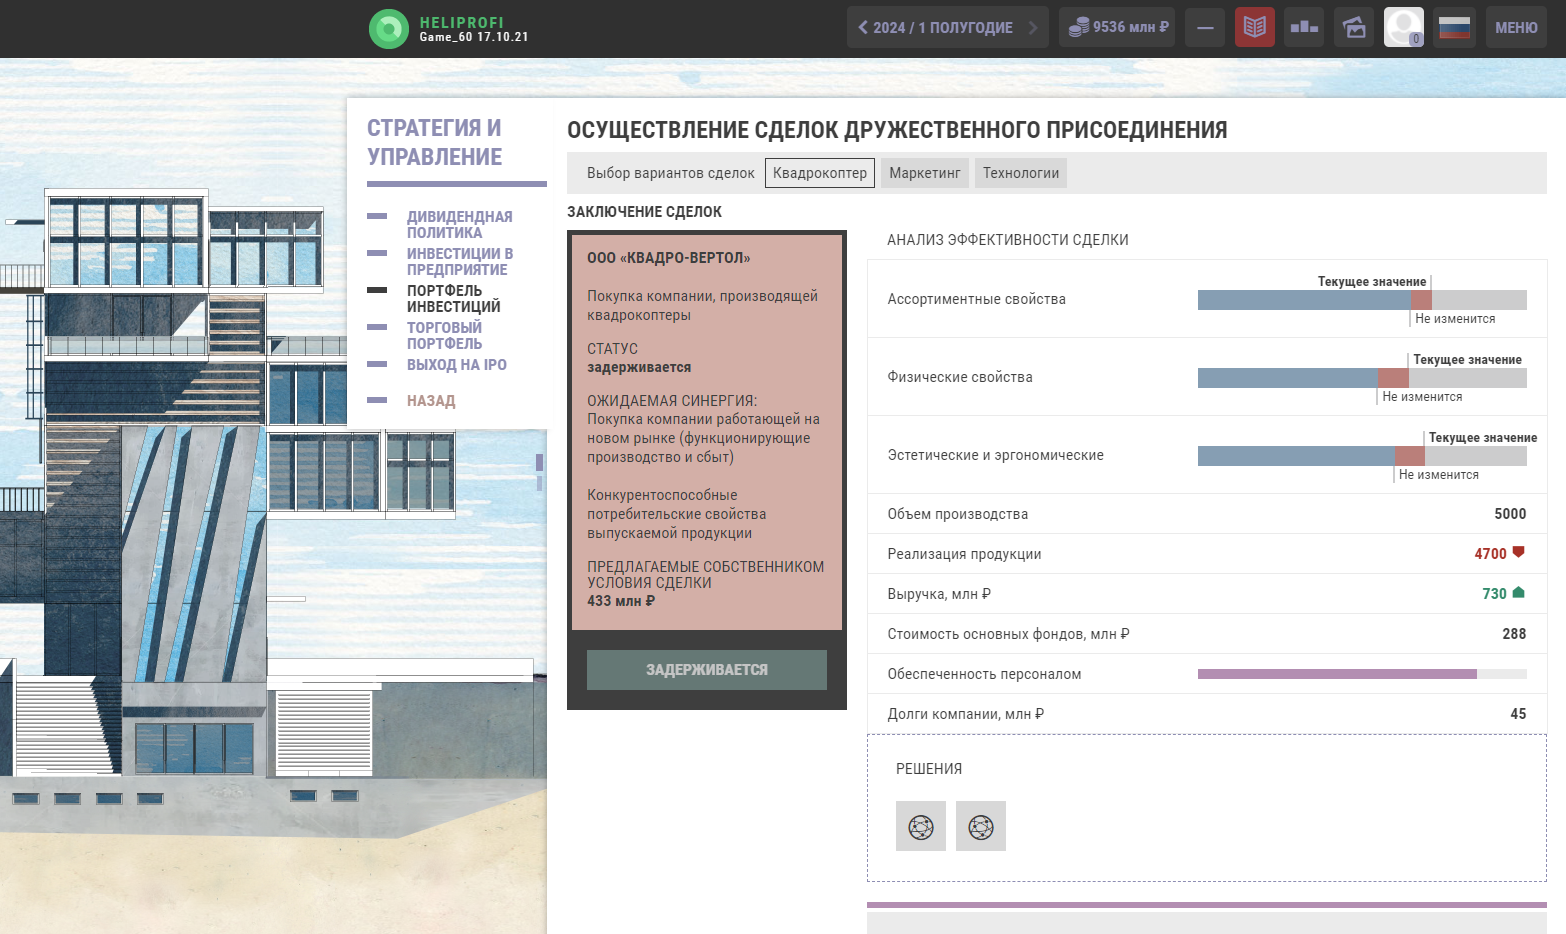 HELIPROFI
Game_60 17.10.21
2024 / 1 ПОЛУГОДИЕ
9536 млн ₽
0
МЕНЮ
СТРАТЕГИЯ И
УПРАВЛЕНИЕ
ДИВИДЕНДНАЯ
ПОЛИТИКА
ИНВЕСТИЦИИ В
ПРЕДПРИЯТИЕ
ПОРТФЕЛЬ
ИНВЕСТИЦИЙ
ТОРГОВЫЙ
ПОРТФЕЛЬ
ВЫХОД НА IPO
НАЗАД
ОСУЩЕСТВЛЕНИЕ СДЕЛОК ДРУЖЕСТВЕННОГО ПРИСОЕДИНЕНИЯ
Выбор вариантов сделок Квадрокоптер Маркетинг Технологии
ЗАКЛЮЧЕНИЕ СДЕЛОК
ООО «КВАДРО-ВЕРТОЛ»
Покупка компании, производящей
квадрокоптеры
СТАТУС
задерживается
ОЖИДАЕМАЯ СИНЕРГИЯ:
Покупка компании работающей на
новом рынке (функционирующие
производство и сбыт)
Конкурентоспособные
потребительские свойства
выпускаемой продукции
ПРЕДЛАГАЕМЫЕ СОБСТВЕННИКОМ
УСЛОВИЯ СДЕЛКИ
433 млн ₽
ЗАДЕРЖИВАЕТСЯ
АНАЛИЗ ЭФФЕКТИВНОСТИ СДЕЛКИ
Текущее значение
Ассортиментные свойства
Не изменится
Текущее значение
Физические свойства
Не изменится
Текущее значение
Эстетические и эргономические
Не изменится
Объем производства 5000
Реализация продукции 4700
Выручка, млн ₽ 730
Стоимость основных фондов, млн ₽ 288
Обеспеченность персоналом
Долги компании, млн ₽ 45
РЕШЕНИЯ